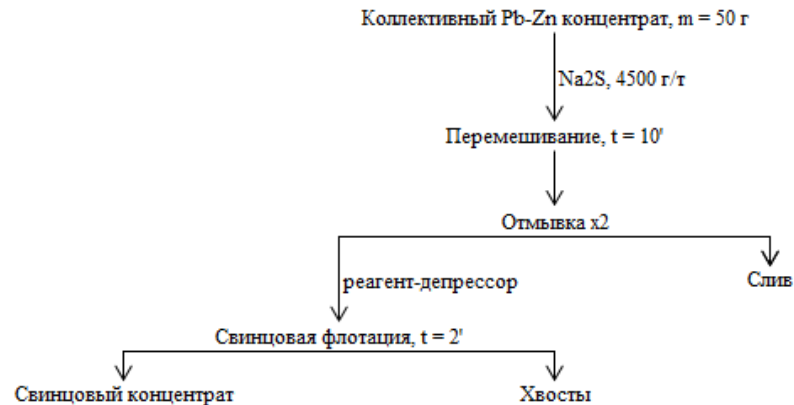 Коллективный Pb-Zn концентрат, m = 50 г
Na2S, 4500 г/т
Перемешивание, t = 10'
Отмывка x2
Слив
реагент-депрессор
Свинцовая флотация, t = 2'
Свинцовый концентрат
Хвосты